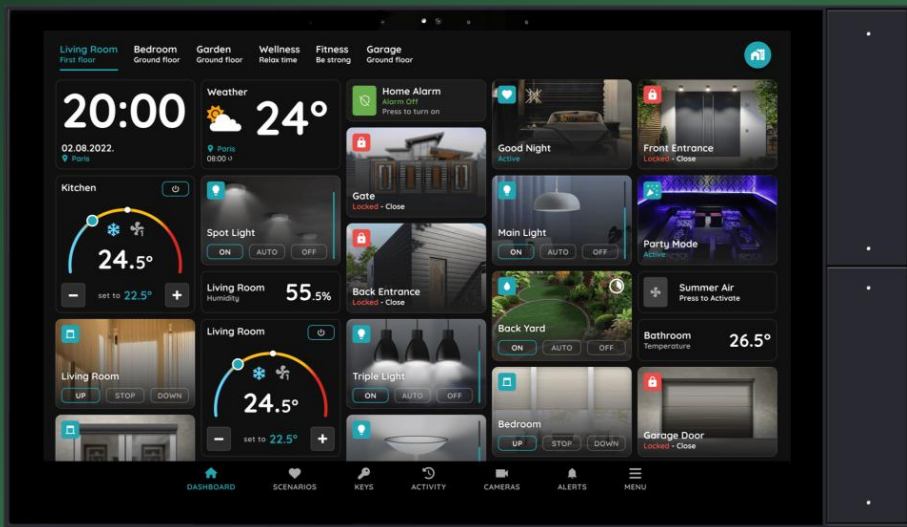 Living Room
First floor
Bedroom
Ground floor
Garden
Ground floor
Wellness
Relax time
Fitness
Be strong
Garage
Ground floor
20:00
02.08.2022.
Paris
Weather
24°
Paris
08:00
Home Alarm
Alarm Off
Press to turn on
Good Night
Active
Front Entrance
Locked - Close
Kitchen
24.5°
set to 22.5°
Spot Light
ON AUTO OFF
Gate
Locked - Close
Main Light
ON AUTO OFF
Party Mode
Active
Living Room
Humidity
55.5%
Back Entrance
Locked - Close
Back Yard
ON AUTO OFF
Summer Air
Press to Activate
Bathroom
Temperature
26.5°
Living Room
UP STOP DOWN
Living Room
24.5°
set to 22.5°
Triple Light
ON AUTO OFF
Bedroom
UP STOP DOWN
Garage Door
Locked - Close
DASHBOARD
SCENARIOS
KEYS
ACTIVITY
CAMERAS
ALERTS
MENU